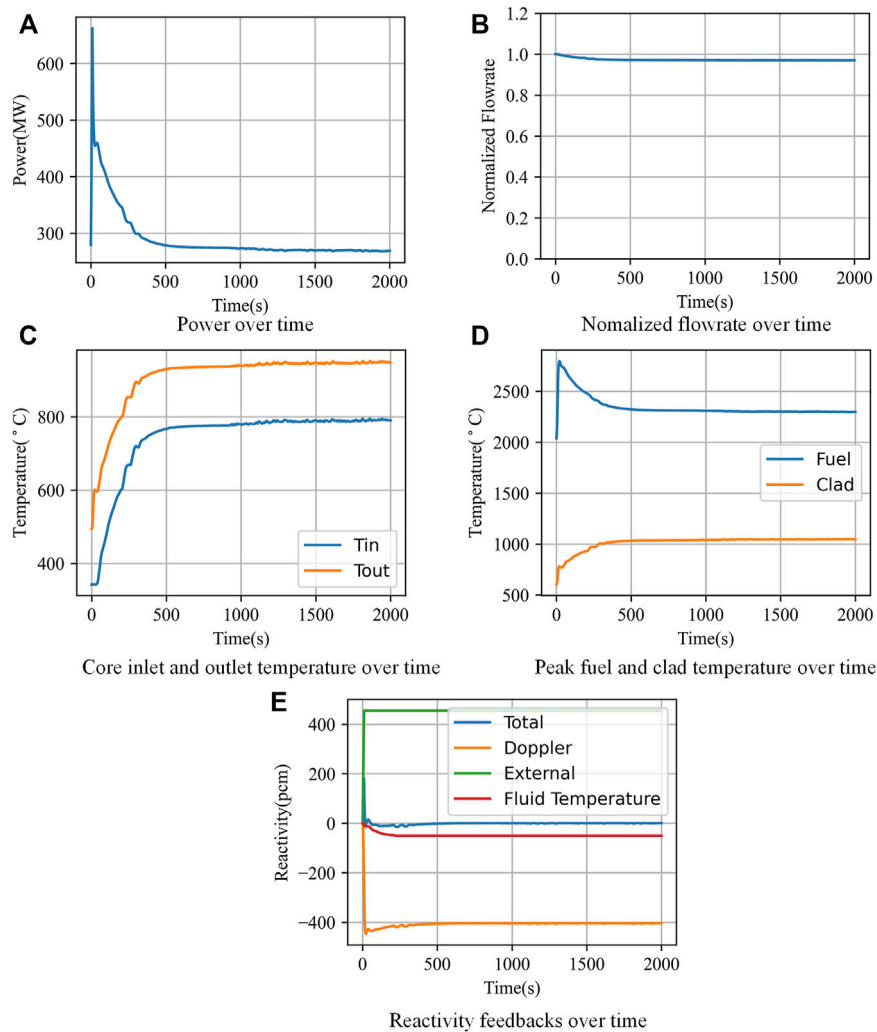 A
600
500
400
300
Power(MW)
0 500 1000 1500 2000
Time(s)
Power over time
B
1.2
1.0
0.8
0.6
0.4
0.2
0.0
Normalized Flowrate
0 500 1000 1500 2000
Time(s)
Nomalized flowrate over time
C
800
600
400
Temperature(°C)
Tin
Tout
0 500 1000 1500 2000
Time(s)
Core inlet and outlet temperature over time
D
2500
2000
1500
1000
500
Temperature(°C)
Fuel
Clad
0 500 1000 1500 2000
Time(s)
Peak fuel and clad temperature over time
E
400
200
0
−200
−400
Reactivity(pcm)
Total
Doppler
External
Fluid Temperature
0 500 1000 1500 2000
Time(s)
Reactivity feedbacks over time